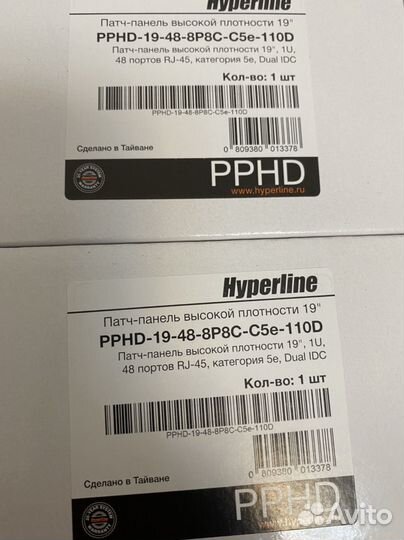 Hyperline
Патч-панель высокой плотности 19"
PPHD-19-48-8P8C-C5e-110D
Патч-панель высокой плотности 19", 1U,
48 портов RJ-45, категория 5e, Dual IDC
Кол-во: 1 шт
PPHD-19-48-8P8C-C5e-110D
Сделано в Тайване
0 809380 013378
PPHD
www.hyperline.ru
Hyperline
Патч-панель высокой плотности 19"
PPHD-19-48-8P8C-C5e-110D
Патч-панель высокой плотности 19", 1U,
48 портов RJ-45, категория 5e, Dual IDC
Кол-во: 1 шт
PPHD-19-48-8P8C-C5e-110D
0 809380 013378
Сделано в Тайване
PPHD
www.hyperline
Avito